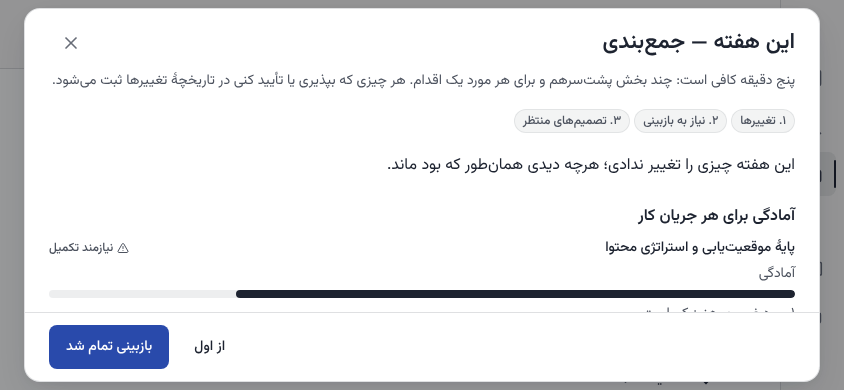 این هفته — جمع‌بندی
پنج دقیقه کافی است: چند بخش پشت‌سرهم و برای هر مورد یک اقدام. هر چیزی که بپذیری یا تأیید کنی در تاریخچهٔ تغییرها ثبت می‌شود.
۱. تغییرها ۲. نیاز به بازبینی ۳. تصمیم‌های منتظر
این هفته چیزی را تغییر ندادی؛ هرچه دیدی همان‌طور که بود ماند.
آمادگی برای هر جریان کار
پایهٔ موقعیت‌یابی و استراتژی محتوا نیازمند تکمیل
آمادگی
از اول بازبینی تمام شد